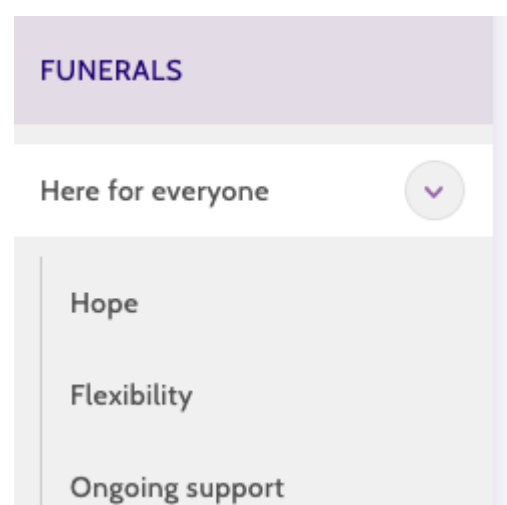 FUNERALS
Here for everyone
Hope
Flexibility
Ongoing support